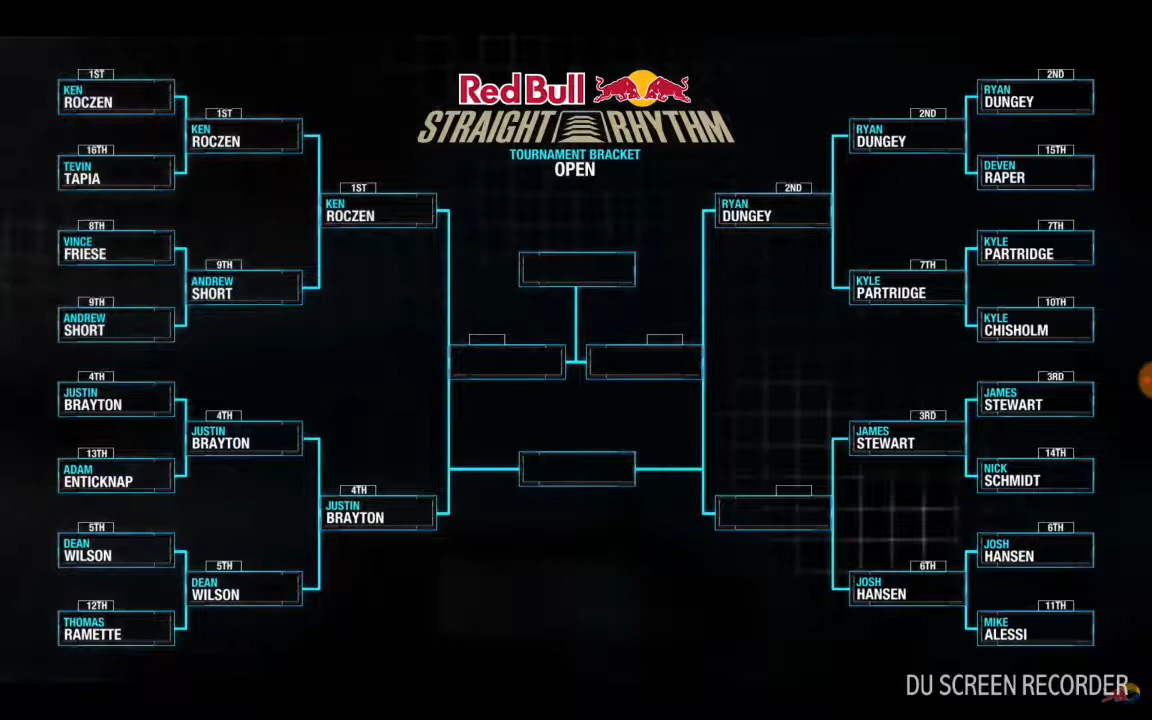 Red Bull
STRAIGHT RHYTHM
TOURNAMENT BRACKET
OPEN
1ST
KEN
ROCZEN
16TH
TEVIN
TAPIA
8TH
VINCE
FRIESE
9TH
ANDREW
SHORT
4TH
JUSTIN
BRAYTON
13TH
ADAM
ENTICKNAP
5TH
DEAN
WILSON
12TH
THOMAS
RAMETTE
1ST
KEN
ROCZEN
9TH
ANDREW
SHORT
4TH
JUSTIN
BRAYTON
5TH
DEAN
WILSON
1ST
KEN
ROCZEN
4TH
JUSTIN
BRAYTON
2ND
RYAN
DUNGEY
2ND
RYAN
DUNGEY
7TH
KYLE
PARTRIDGE
3RD
JAMES
STEWART
6TH
JOSH
HANSEN
2ND
RYAN
DUNGEY
15TH
DEVEN
RAPER
7TH
KYLE
PARTRIDGE
10TH
KYLE
CHISHOLM
3RD
JAMES
STEWART
14TH
NICK
SCHMIDT
6TH
JOSH
HANSEN
11TH
MIKE
ALESSI
DU SCREEN RECORDER